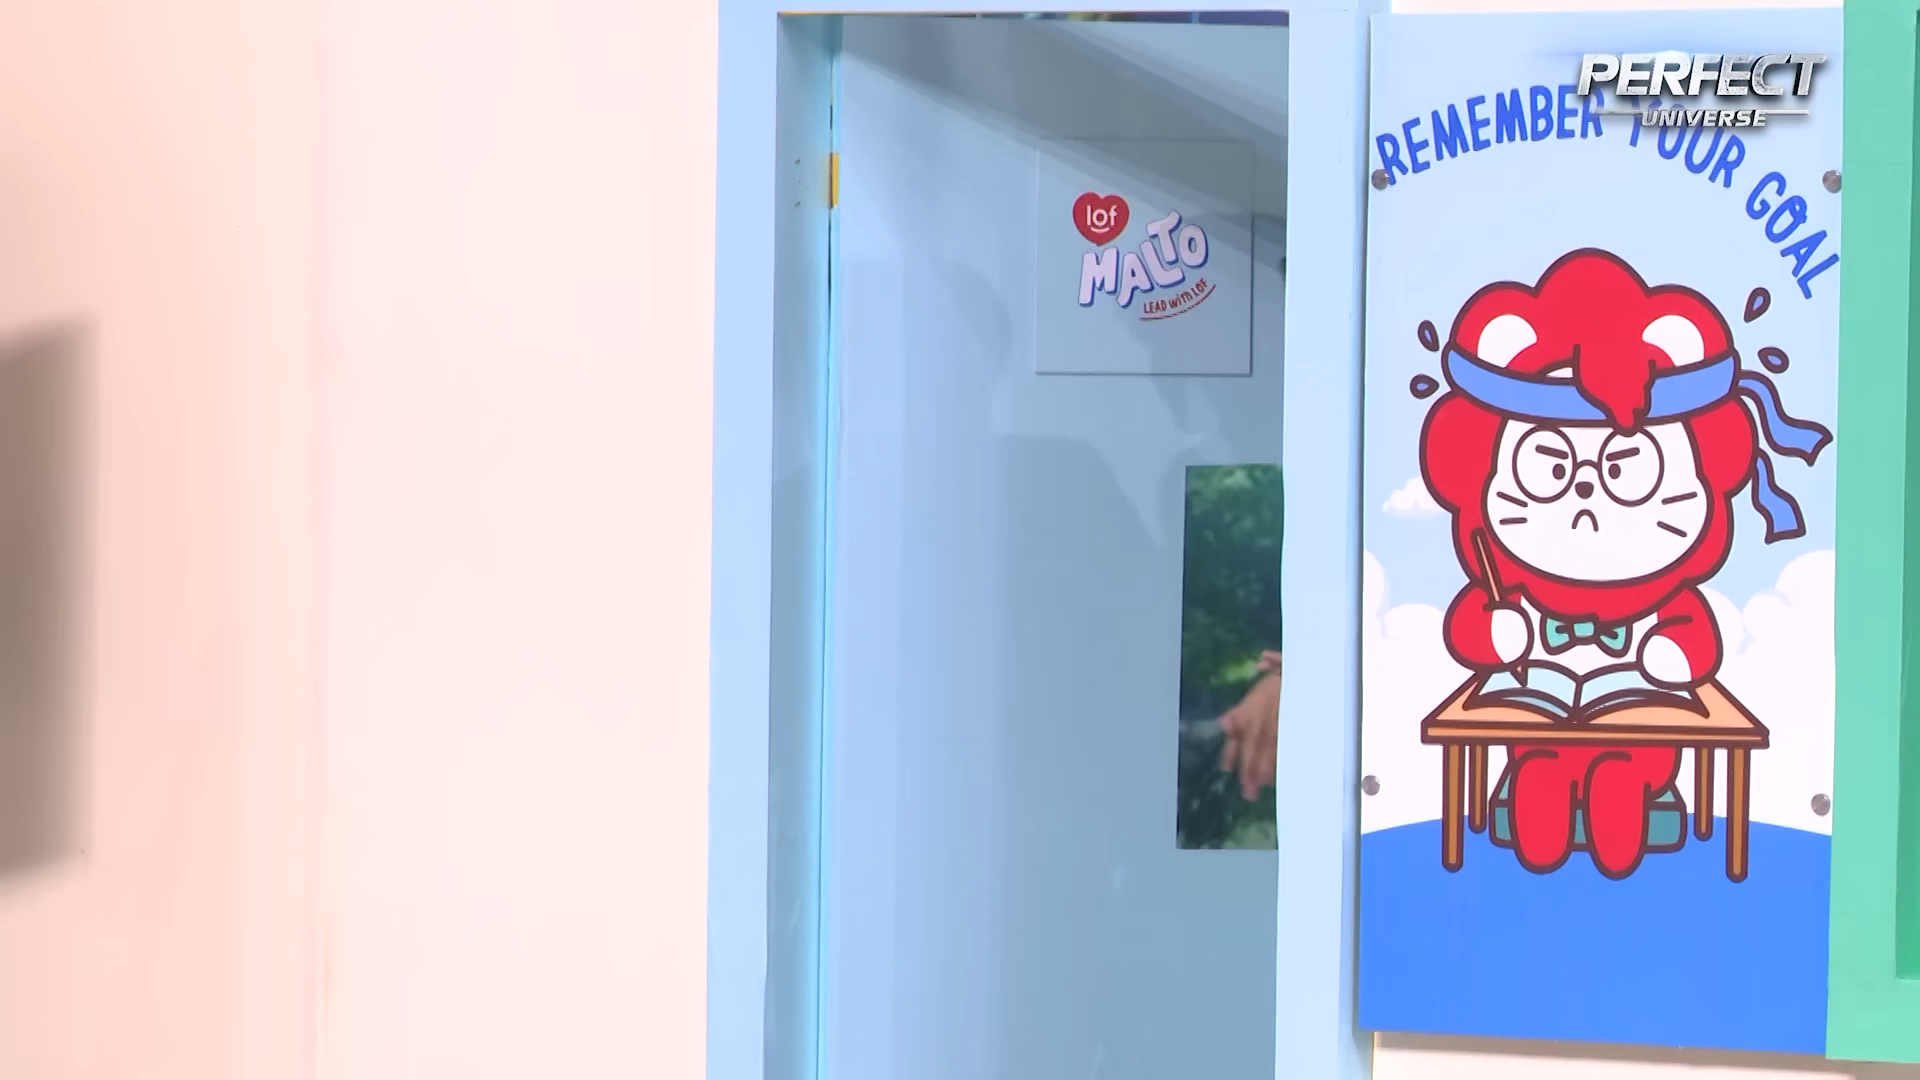 PERFECT
UNIVERSE
REMEMBER YOUR GOAL
lof
MALTO
LEAD WITH LOF